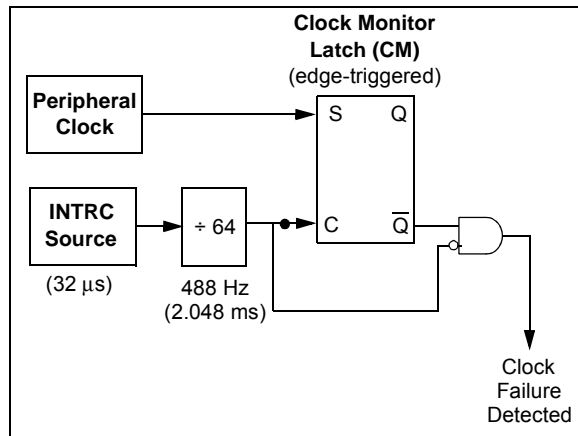 Clock Monitor
Latch (CM)
(edge-triggered)
Peripheral
Clock
S
Q
INTRC
Source
÷ 64
C
Q̅
(32 μs)
488 Hz
(2.048 ms)
Clock
Failure
Detected